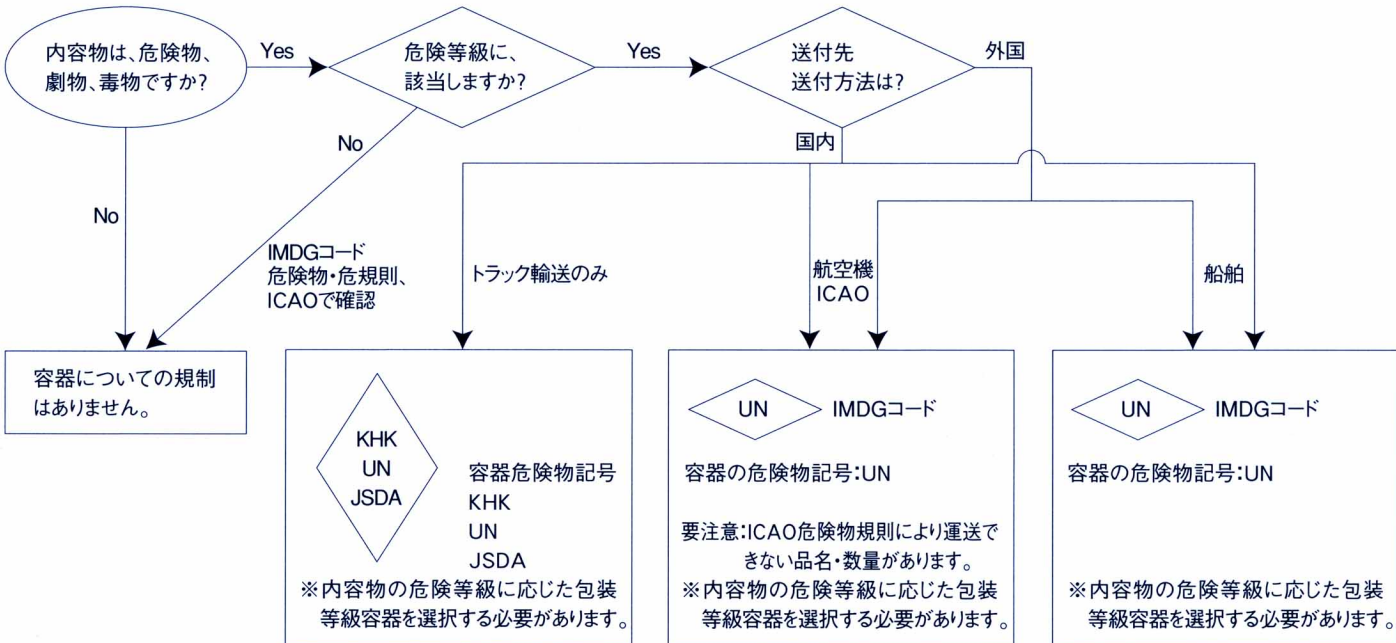 内容物は、危険物、
劇物、毒物ですか?
Yes
危険等級に、
該当しますか?
Yes
送付先
送付方法は?
外国
国内
No
No
IMDGコード
危険物・危規則、
ICAOで確認
トラック輸送のみ
航空機
ICAO
船舶
容器についての規制
はありません。
KHK
UN
JSDA
容器危険物記号
KHK
UN
JSDA
※内容物の危険等級に応じた包装
等級容器を選択する必要があります。
UN
IMDGコード
容器の危険物記号:UN
要注意:ICAO危険物規則により運送で
きない品名・数量があります。
※内容物の危険等級に応じた包装
等級容器を選択する必要があります。
UN
IMDGコード
容器の危険物記号:UN
※内容物の危険等級に応じた包装
等級容器を選択する必要があります。